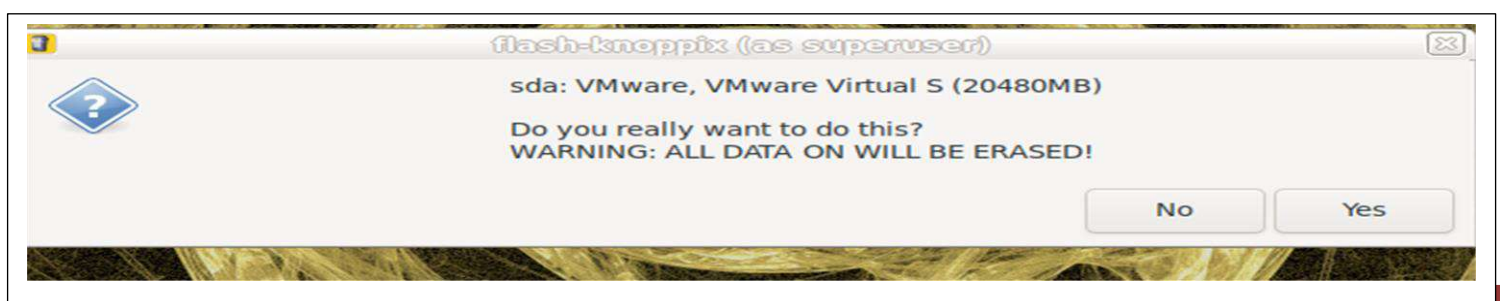 flash-knoppix (as superuser)
sda: VMware, VMware Virtual S (20480MB)
Do you really want to do this?
WARNING: ALL DATA ON WILL BE ERASED!
No Yes